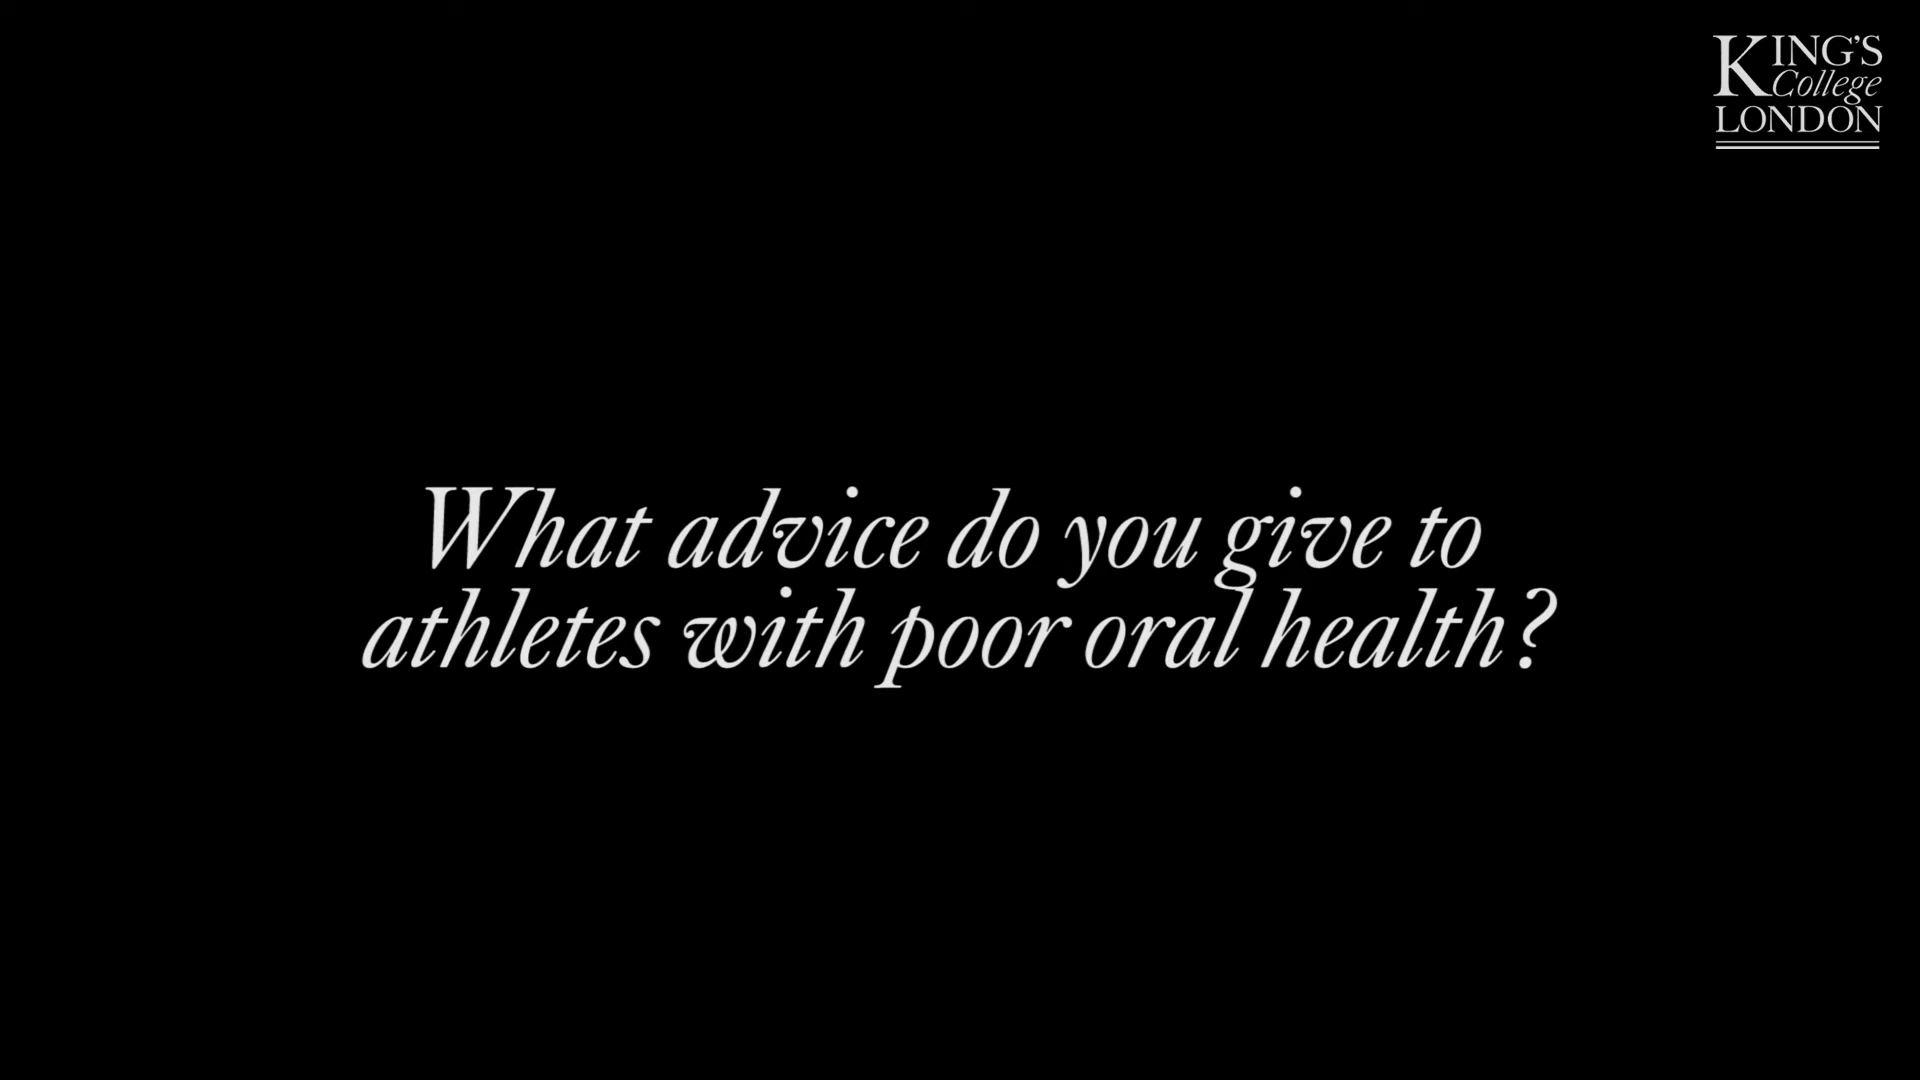 KING'S
College
LONDON
What advice do you give to
athletes with poor oral health?